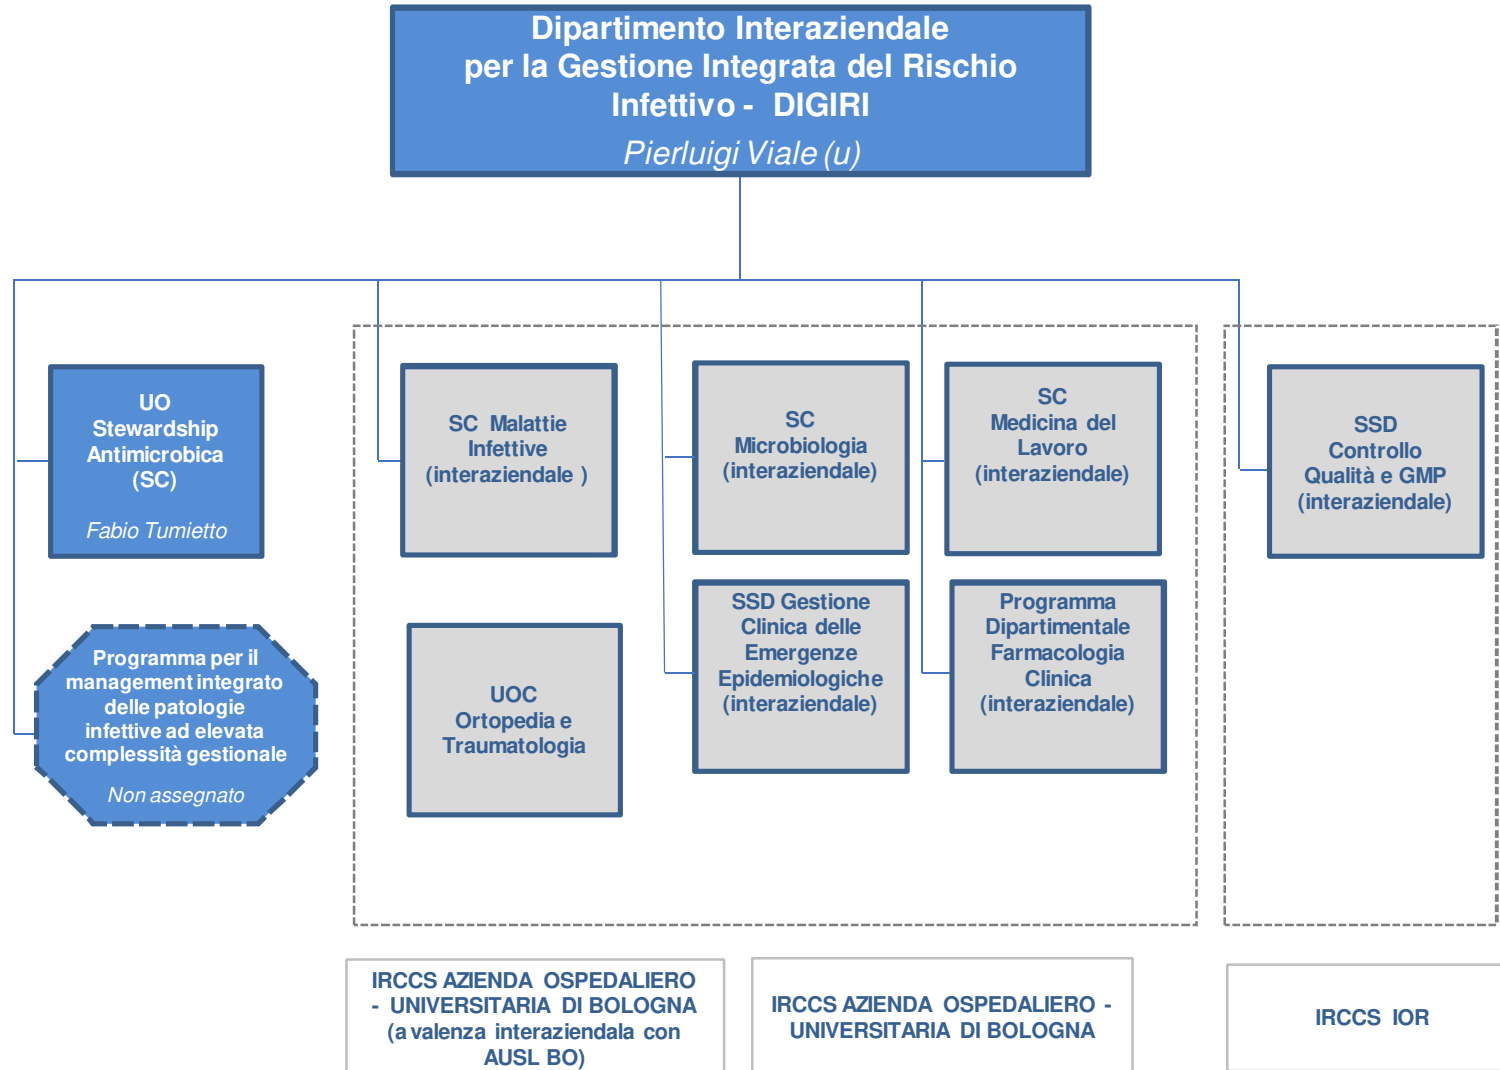 Dipartimento Interaziendale
per la Gestione Integrata del Rischio
Infettivo - DIGIRI
Pierluigi Viale (u)
UO
Stewardship
Antimicrobica
(SC)
Fabio Tumietto
SC Malattie
Infettive
(interaziendale )
SC
Microbiologia
(interaziendale)
SC
Medicina del
Lavoro
(interaziendale)
SSD
Controllo
Qualità e GMP
(interaziendale)
Programma per il
management integrato
delle patologie
infettive ad elevata
complessità gestionale
Non assegnato
UOC
Ortopedia e
Traumatologia
SSD Gestione
Clinica delle
Emergenze
Epidemiologiche
(interaziendale)
Programma
Dipartimentale
Farmacologia
Clinica
(interaziendale)
IRCCS AZIENDA OSPEDALIERO
- UNIVERSITARIA DI BOLOGNA
(a valenza interaziendala con
AUSL BO)
IRCCS AZIENDA OSPEDALIERO -
UNIVERSITARIA DI BOLOGNA
IRCCS IOR